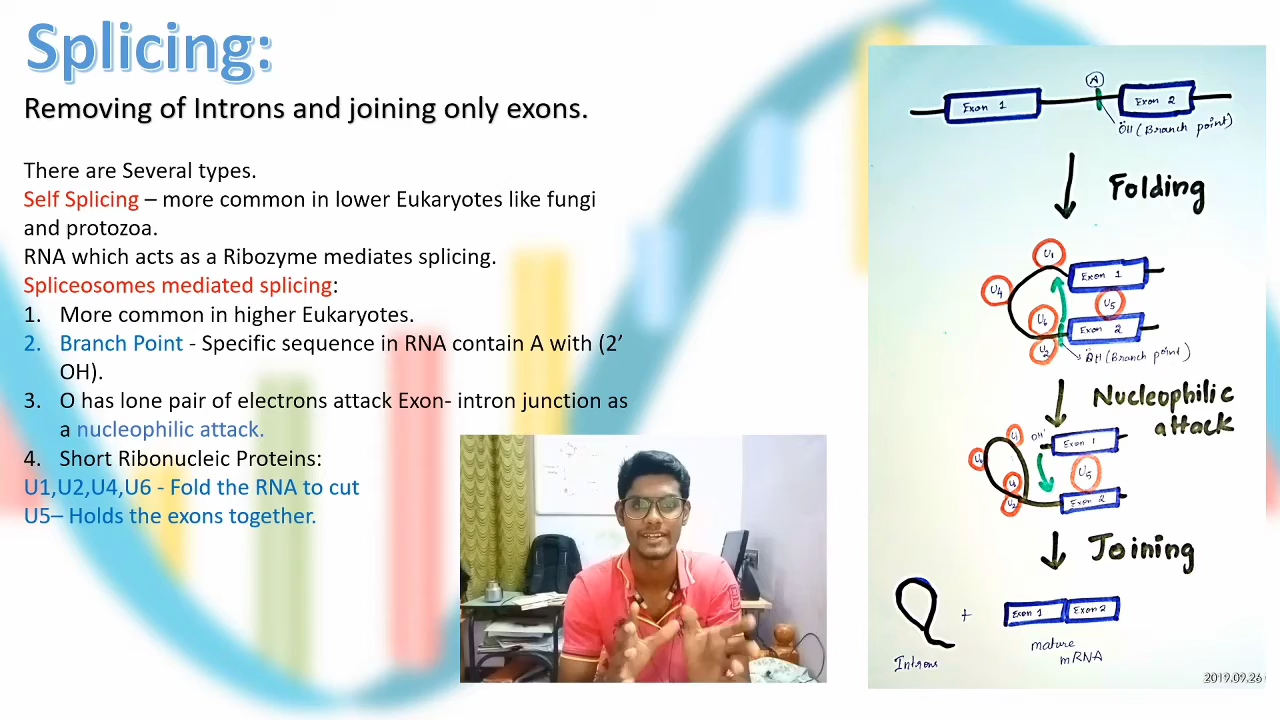 Splicing:
Removing of Introns and joining only exons.
There are Several types.
Self Splicing – more common in lower Eukaryotes like fungi
and protozoa.
RNA which acts as a Ribozyme mediates splicing.
Spliceosomes mediated splicing:
1. More common in higher Eukaryotes.
2. Branch Point - Specific sequence in RNA contain A with (2’
OH).
3. O has lone pair of electrons attack Exon- intron junction as
a nucleophilic attack.
4. Short Ribonucleic Proteins:
U1,U2,U4,U6 - Fold the RNA to cut
U5– Holds the exons together.
A
Exon 1
Exon 2
ÖH (Branch point)
Folding
U1
Exon 1
U4
U5
U6
Exon 2
U2
ÖH (Branch point)
Nucleophilic
attack
OH
Exon 1
U5
U2
Exon 2
Joining
+
Exon 1
Exon 2
Introns
mature
mRNA
2019.09.26